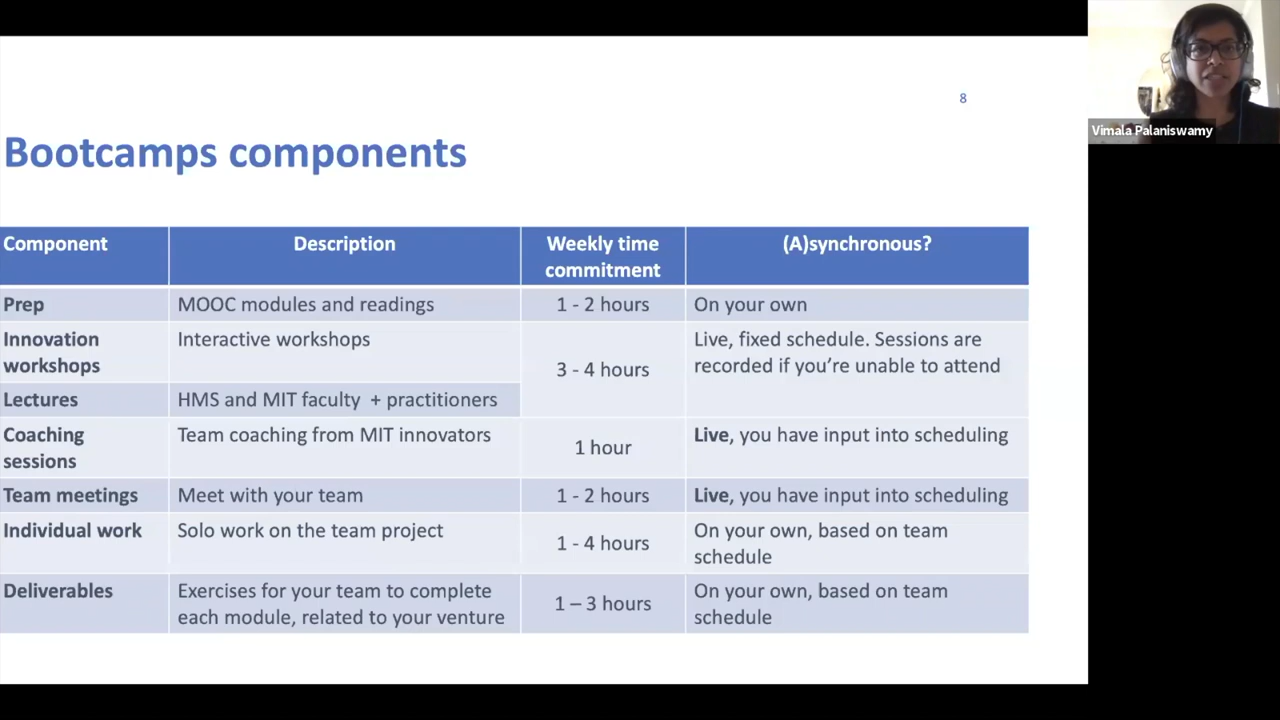 8
Vimala Palaniswamy
Bootcamps components
Component
Description
Weekly time
commitment
(A)synchronous?
Prep
MOOC modules and readings
1 - 2 hours
On your own
Innovation
workshops
Interactive workshops
3 - 4 hours
Live, fixed schedule. Sessions are
recorded if you’re unable to attend
Lectures
HMS and MIT faculty + practitioners
Coaching
sessions
Team coaching from MIT innovators
1 hour
Live, you have input into scheduling
Team meetings
Meet with your team
1 - 2 hours
Live, you have input into scheduling
Individual work
Solo work on the team project
1 - 4 hours
On your own, based on team
schedule
Deliverables
Exercises for your team to complete
each module, related to your venture
1 – 3 hours
On your own, based on team
schedule